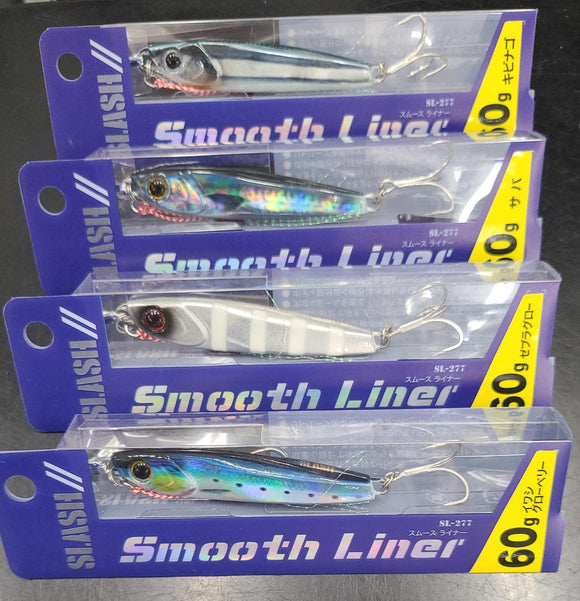 SLASH//
SL-277
スムース ライナー
Smooth Liner
60g
キビナゴ
SLASH//
SL-277
スムース ライナー
Smooth Liner
60g
サバ
SLASH//
SL-277
スムース ライナー
Smooth Liner
60g
ゼブラグロー
SLASH//
SL-277
スムース ライナー
Smooth Liner
60g
イワシ
グローベリー